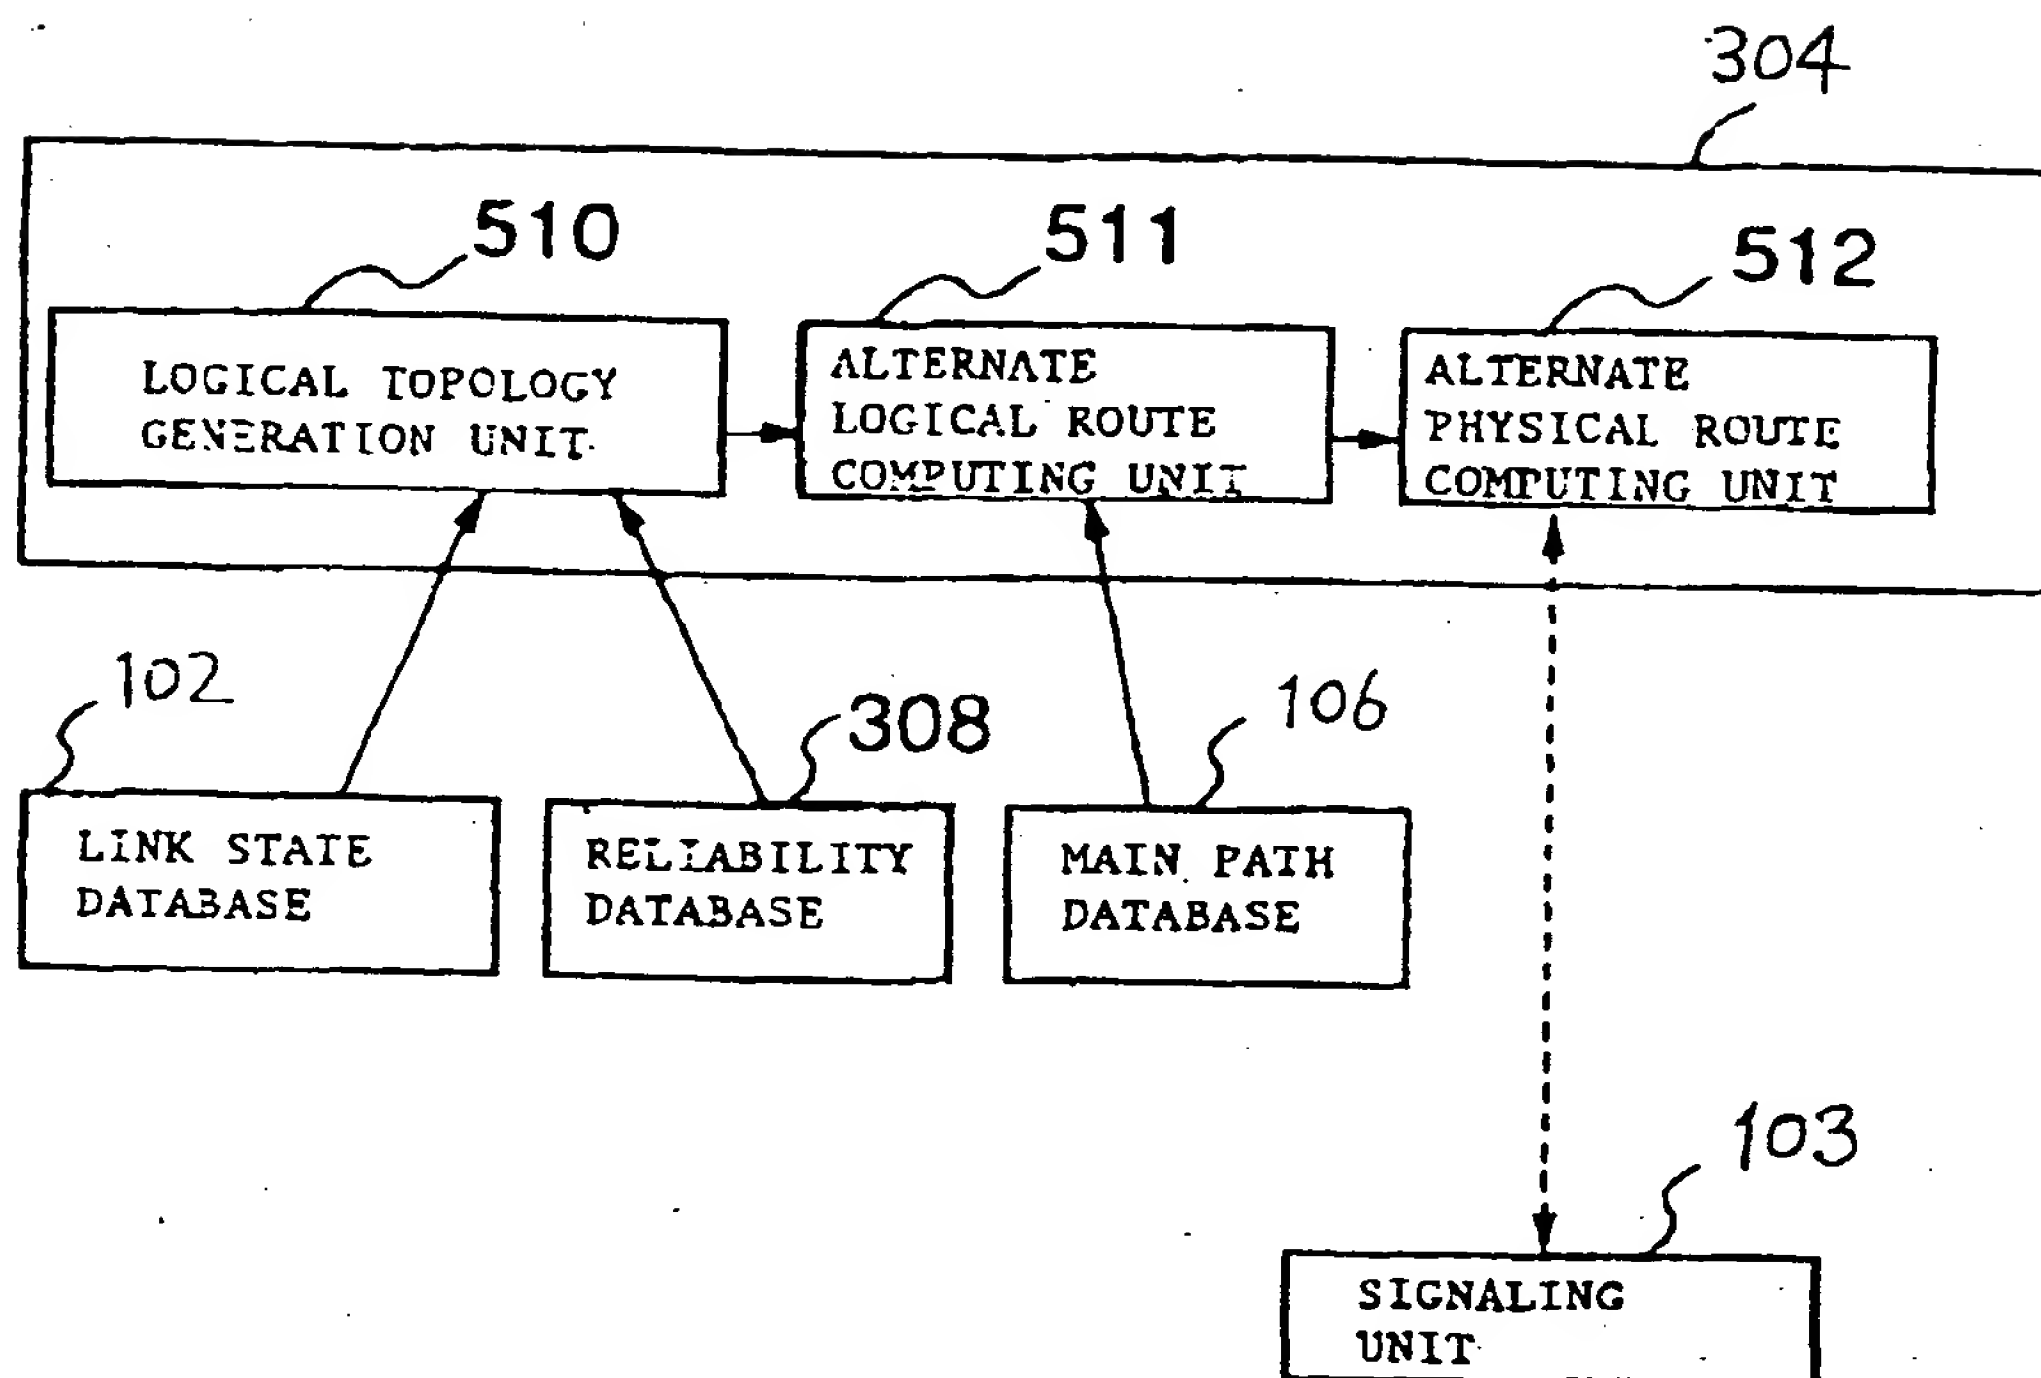 304
510
511
512
LOGICAL TOPOLOGY
GENERATION UNIT
ALTERNATE
LOGICAL ROUTE
COMPUTING UNIT
ALTERNATE
PHYSICAL ROUTE
COMPUTING UNIT
102
308
106
LINK STATE
DATABASE
RELIABILITY
DATABASE
MAIN PATH
DATABASE
103
SIGNALING
UNIT